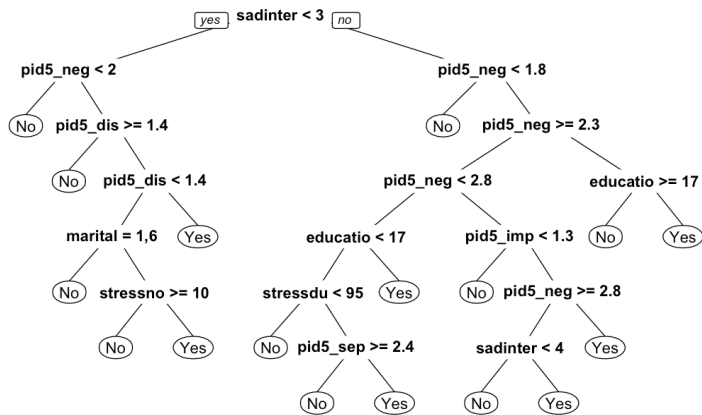 yes sadinter < 3 no
pid5_neg < 2 pid5_neg < 1.8
No pid5_dis >= 1.4 No pid5_neg >= 2.3
No pid5_dis < 1.4 pid5_neg < 2.8 educatio >= 17
marital = 1,6 Yes educatio < 17 pid5_imp < 1.3 No Yes
No stressno >= 10 stressdu < 95 Yes No pid5_neg >= 2.8
No Yes No pid5_sep >= 2.4 sadinter < 4 Yes
No Yes No Yes